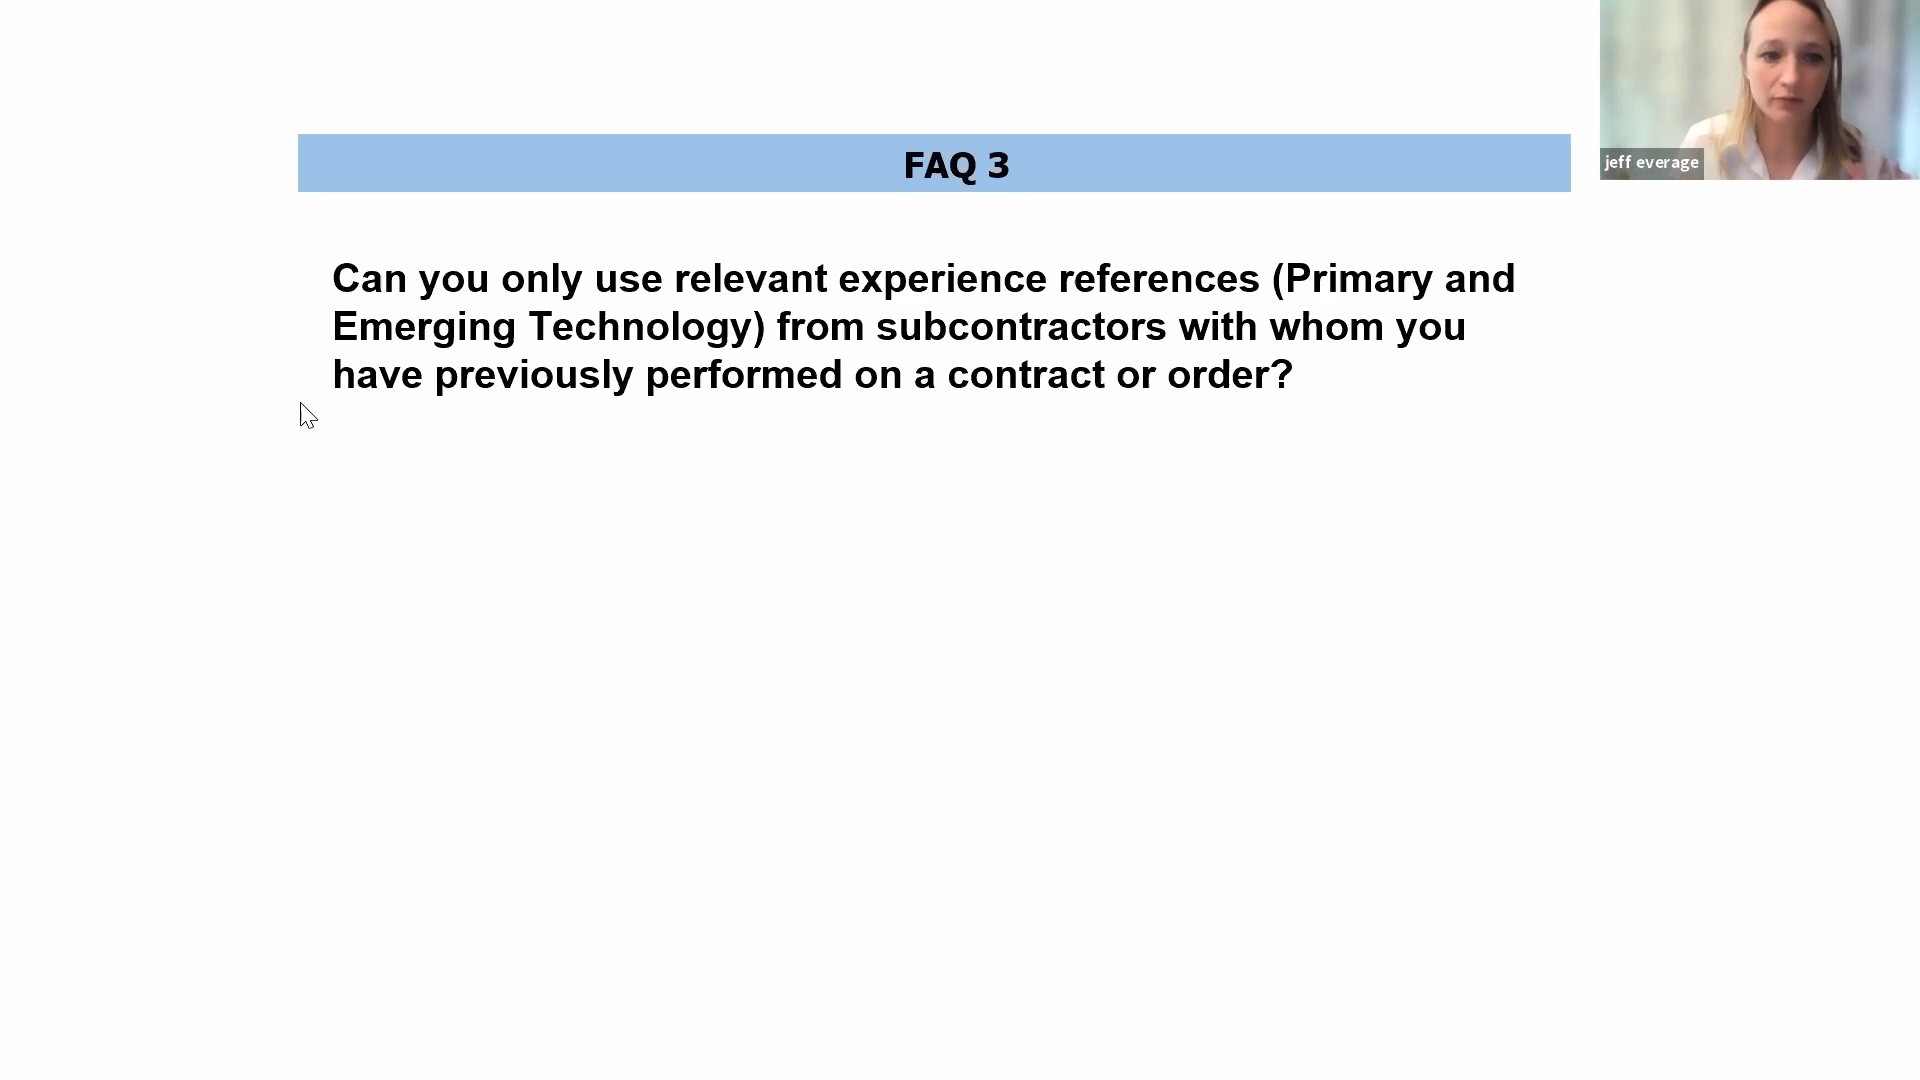 FAQ 3
jeff everage
Can you only use relevant experience references (Primary and
Emerging Technology) from subcontractors with whom you
have previously performed on a contract or order?